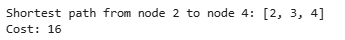 Shortest path from node 2 to node 4: [2, 3, 4]
Cost: 16